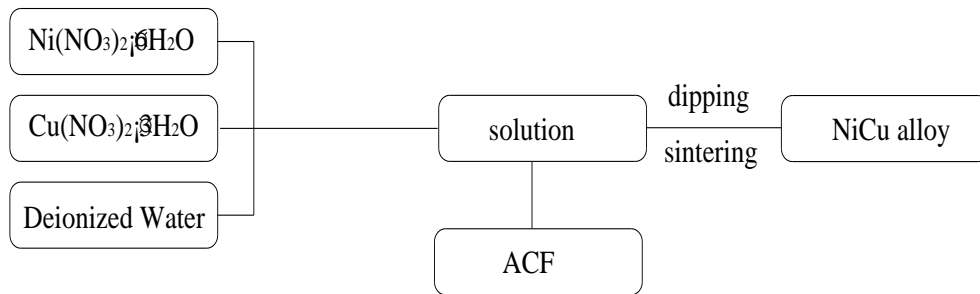 Ni(NO3)2¡¤6H2O
Cu(NO3)2¡¤3H2O
Deionized Water
solution
ACF
dipping
sintering
NiCu alloy